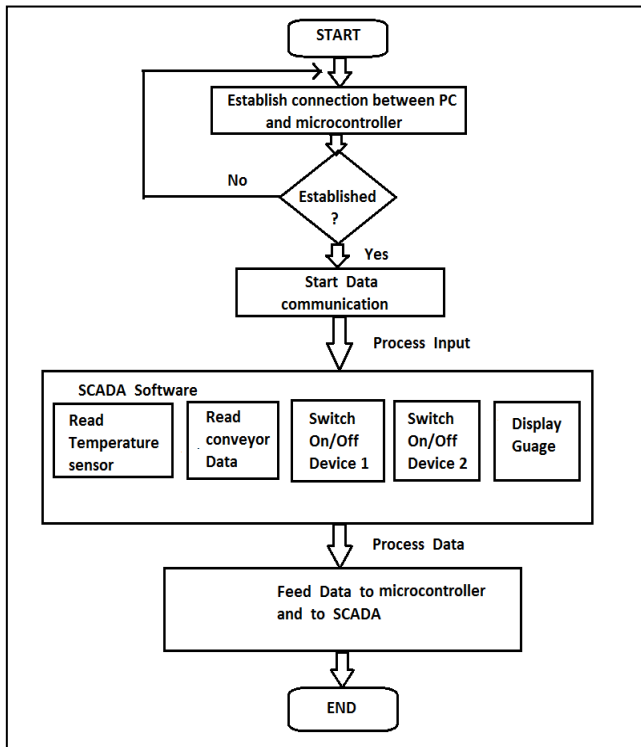 START
Establish connection between PC
and microcontroller
No
Established
?
Yes
Start Data
communication
Process Input
SCADA Software
Read
Temperature
sensor
Read
conveyor
Data
Switch
On/Off
Device 1
Switch
On/Off
Device 2
Display
Guage
Process Data
Feed Data to microcontroller
and to SCADA
END